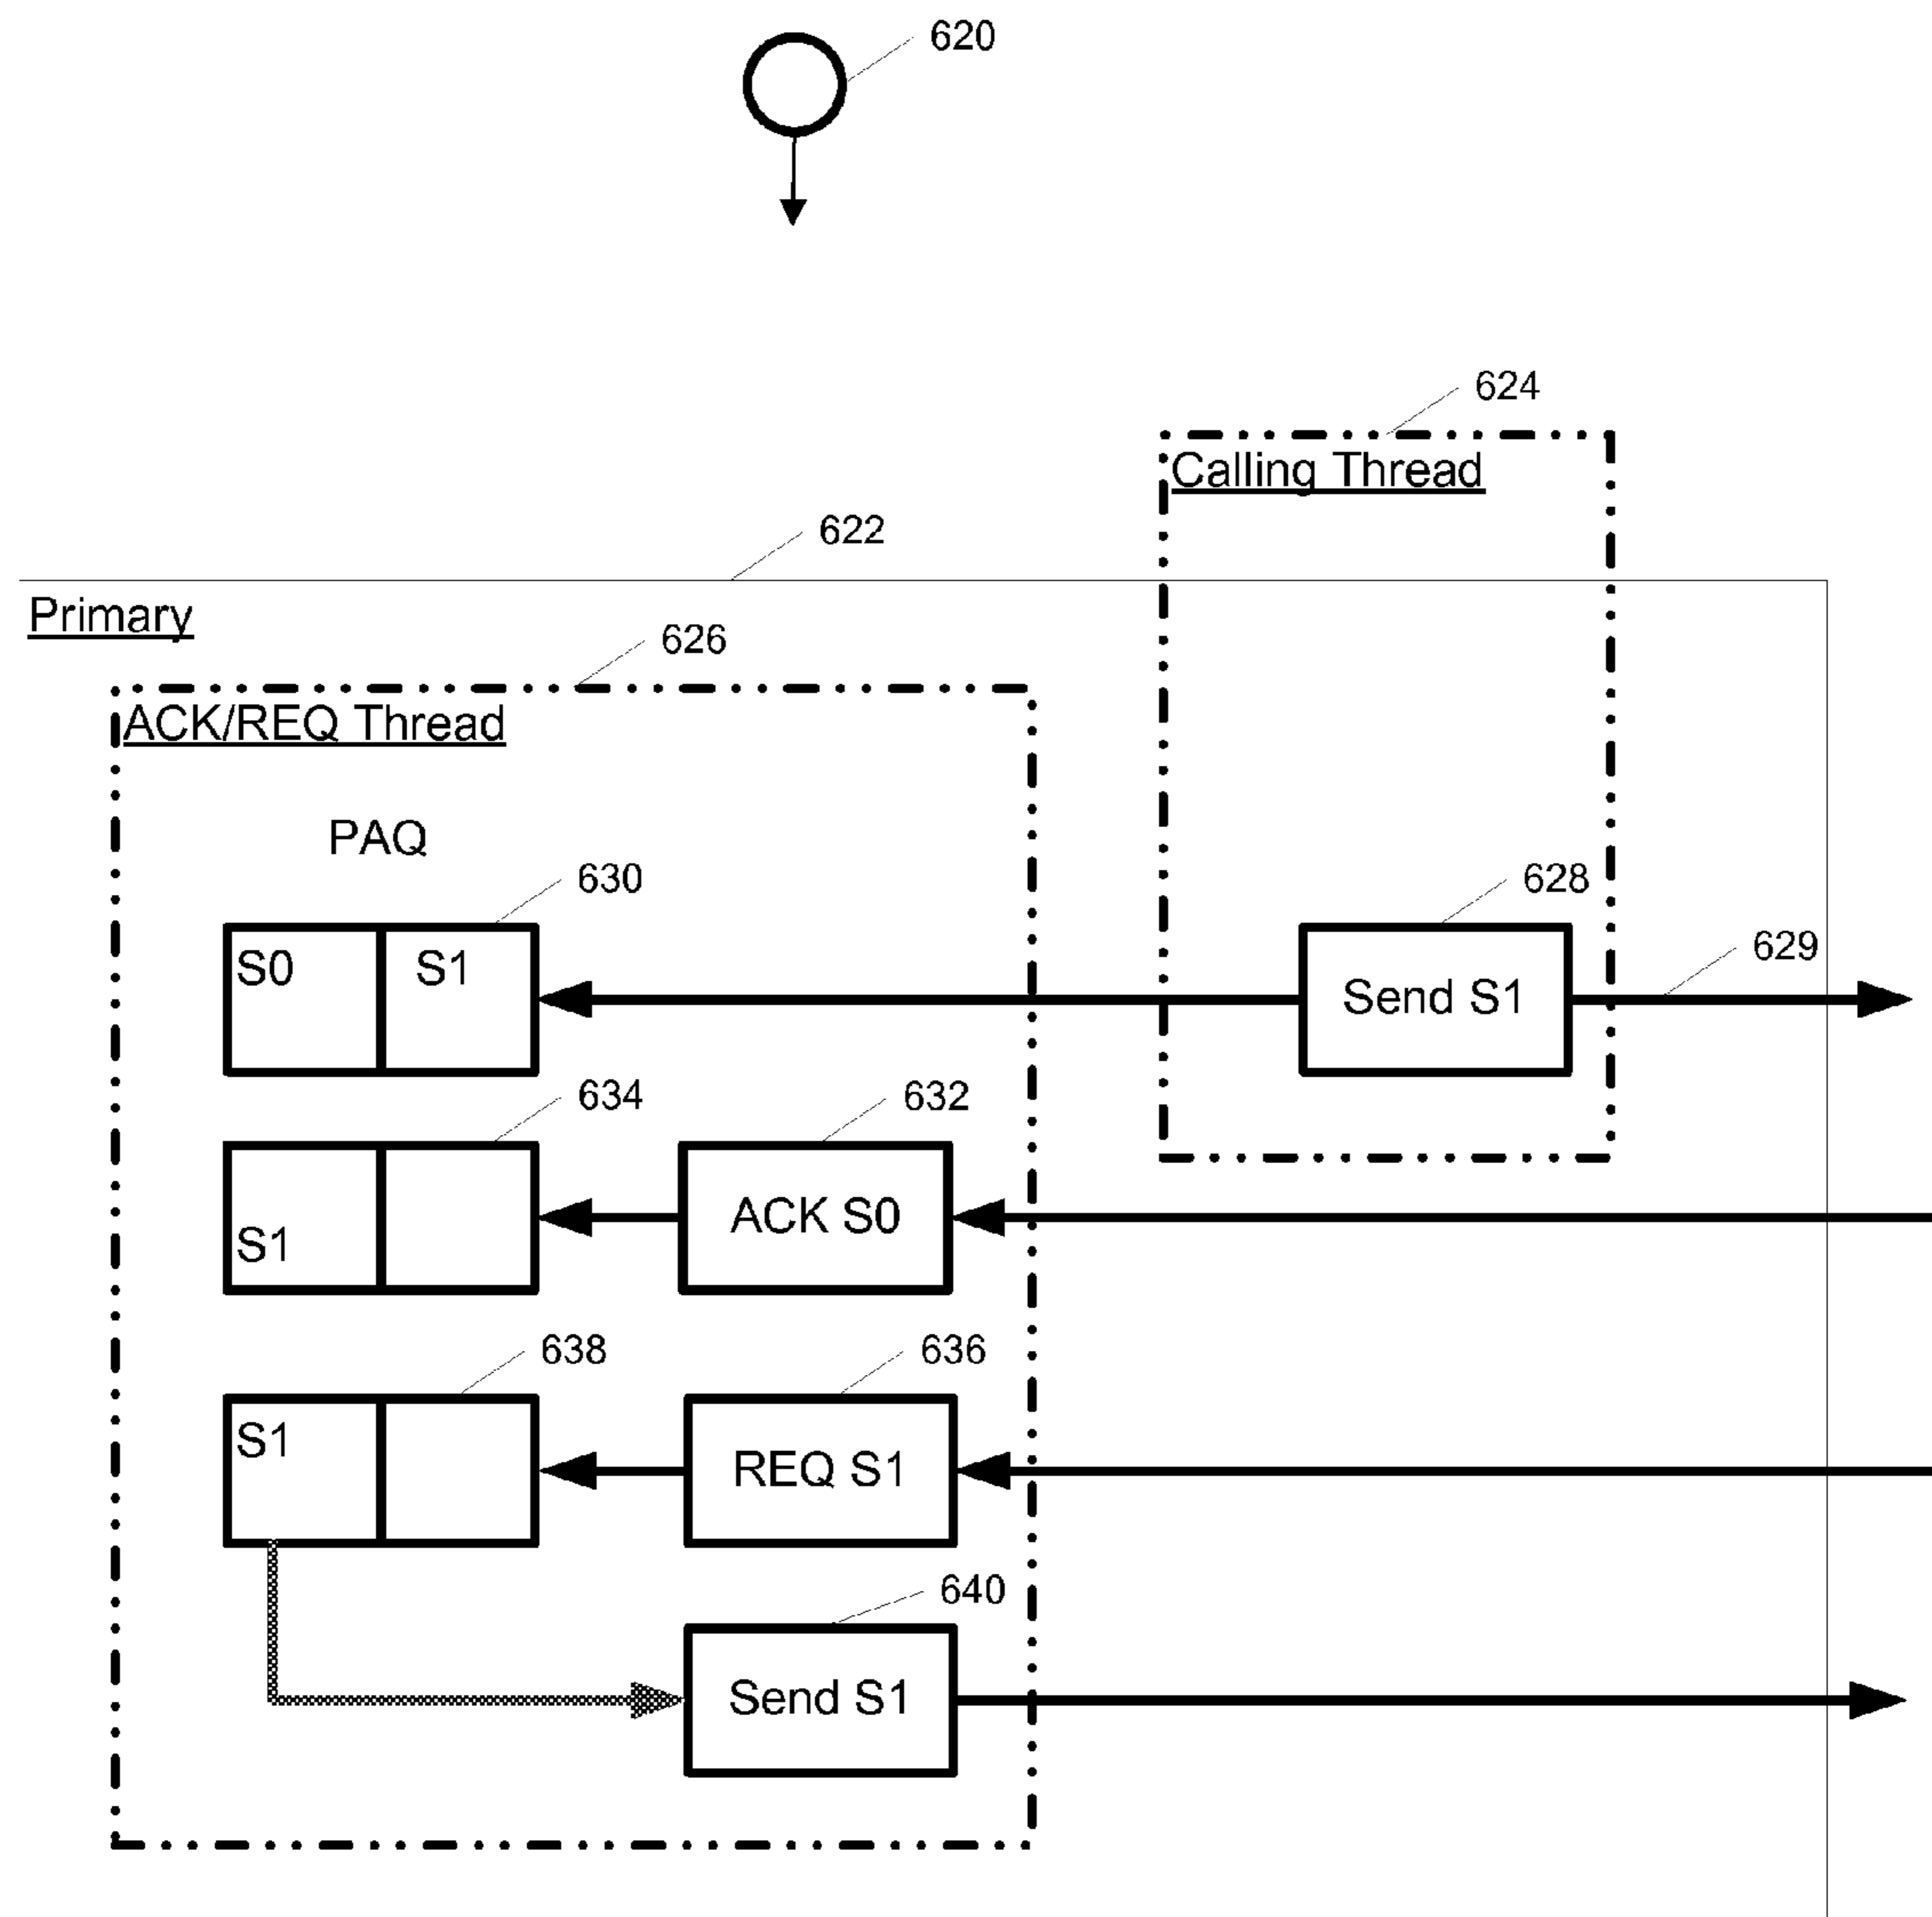 620
624
Calling Thread
622
Primary
626
ACK/REQ Thread
PAQ
630
628
S0 S1
Send S1
629
634
632
S1
ACK S0
638
636
S1
REQ S1
640
Send S1